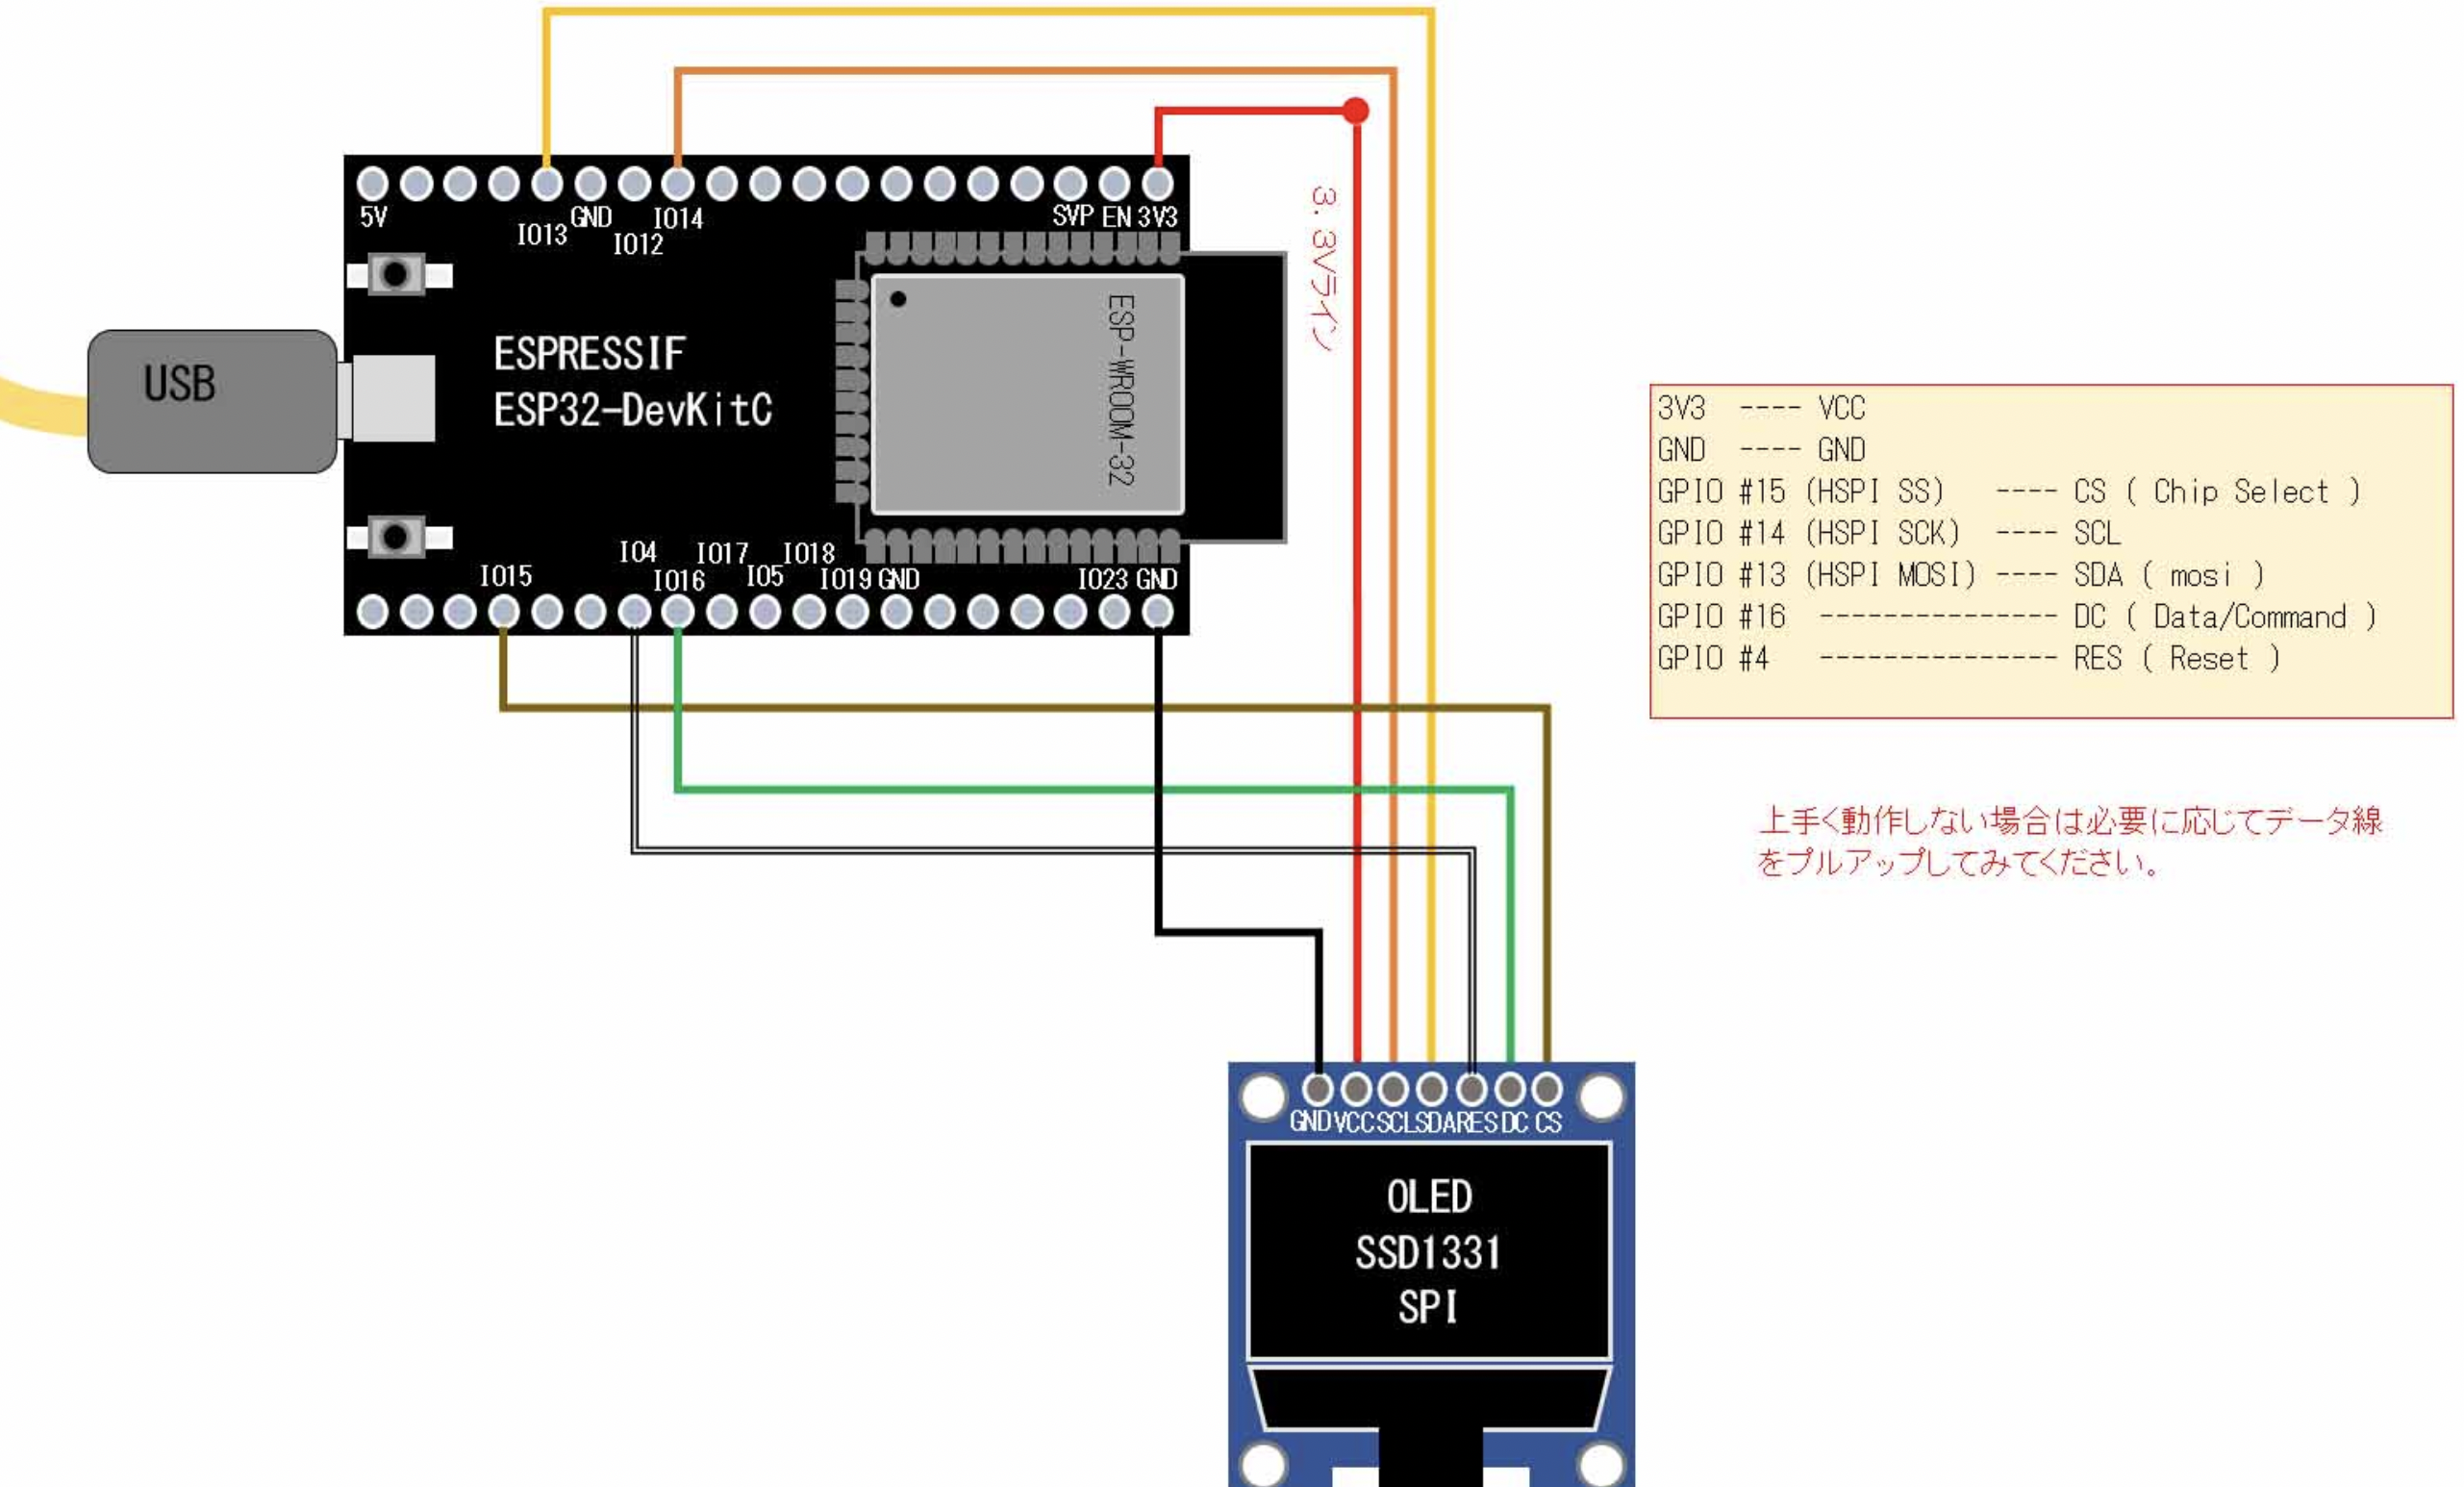 5V
IO13
GND
IO12
IO14
SVP EN 3V3
3.3Vライン
USB
ESPRESSIF
ESP32-DevKitC
ESP-WROOM-32
IO15
IO4
IO16
IO17
IO5
IO18
IO19 GND
IO23 GND
3V3 ---- VCC
GND ---- GND
GPIO #15 (HSPI SS) ---- CS ( Chip Select )
GPIO #14 (HSPI SCK) ---- SCL
GPIO #13 (HSPI MOSI) ---- SDA ( mosi )
GPIO #16 --------------- DC ( Data/Command )
GPIO #4 --------------- RES ( Reset )
上手く動作しない場合は必要に応じてデータ線
をプルアップしてみてください。
GND VCC SCL SDA RES DC CS
OLED
SSD1331
SPI